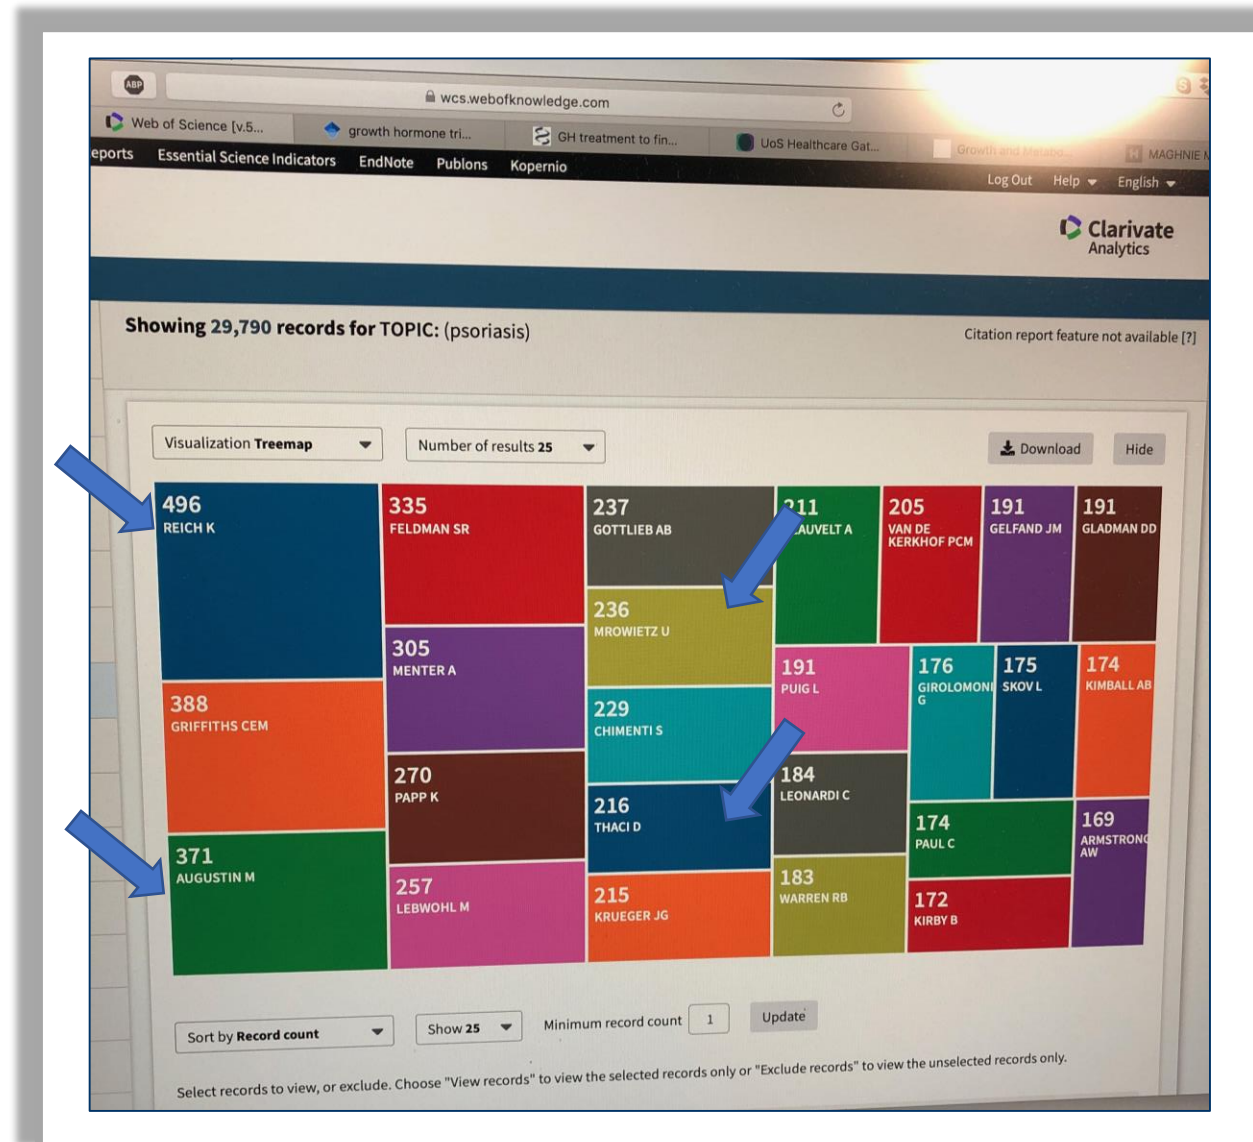 ABP
wcs.webofknowledge.com
S
Web of Science [v.5...
growth hormone tri...
GH treatment to fin...
UoS Healthcare Gat...
Growth and Metabo...
H MAGHNIE M
eports Essential Science Indicators EndNote Publons Kopernio
Log Out Help English
Clarivate
Analytics
Showing 29,790 records for TOPIC: (psoriasis)
Citation report feature not available [?]
Visualization Treemap
Number of results 25
Download
Hide
496
REICH K
388
GRIFFITHS CEM
371
AUGUSTIN M
335
FELDMAN SR
305
MENTER A
270
PAPP K
257
LEBWOHL M
237
GOTTLIEB AB
236
MROWIETZ U
229
CHIMENTI S
216
THACI D
215
KRUEGER JG
211
AUVELT A
205
VAN DE
KERKHOF PCM
191
GELFAND JM
191
GLADMAN DD
191
PUIG L
184
LEONARDI C
183
WARREN RB
176
GIROLOMONI
G
175
SKOV L
174
KIMBALL AB
174
PAUL C
172
KIRBY B
169
ARMSTRONG
AW
Sort by Record count
Show 25
Minimum record count 1
Update
Select records to view, or exclude. Choose "View records" to view the selected records only or "Exclude records" to view the unselected records only.